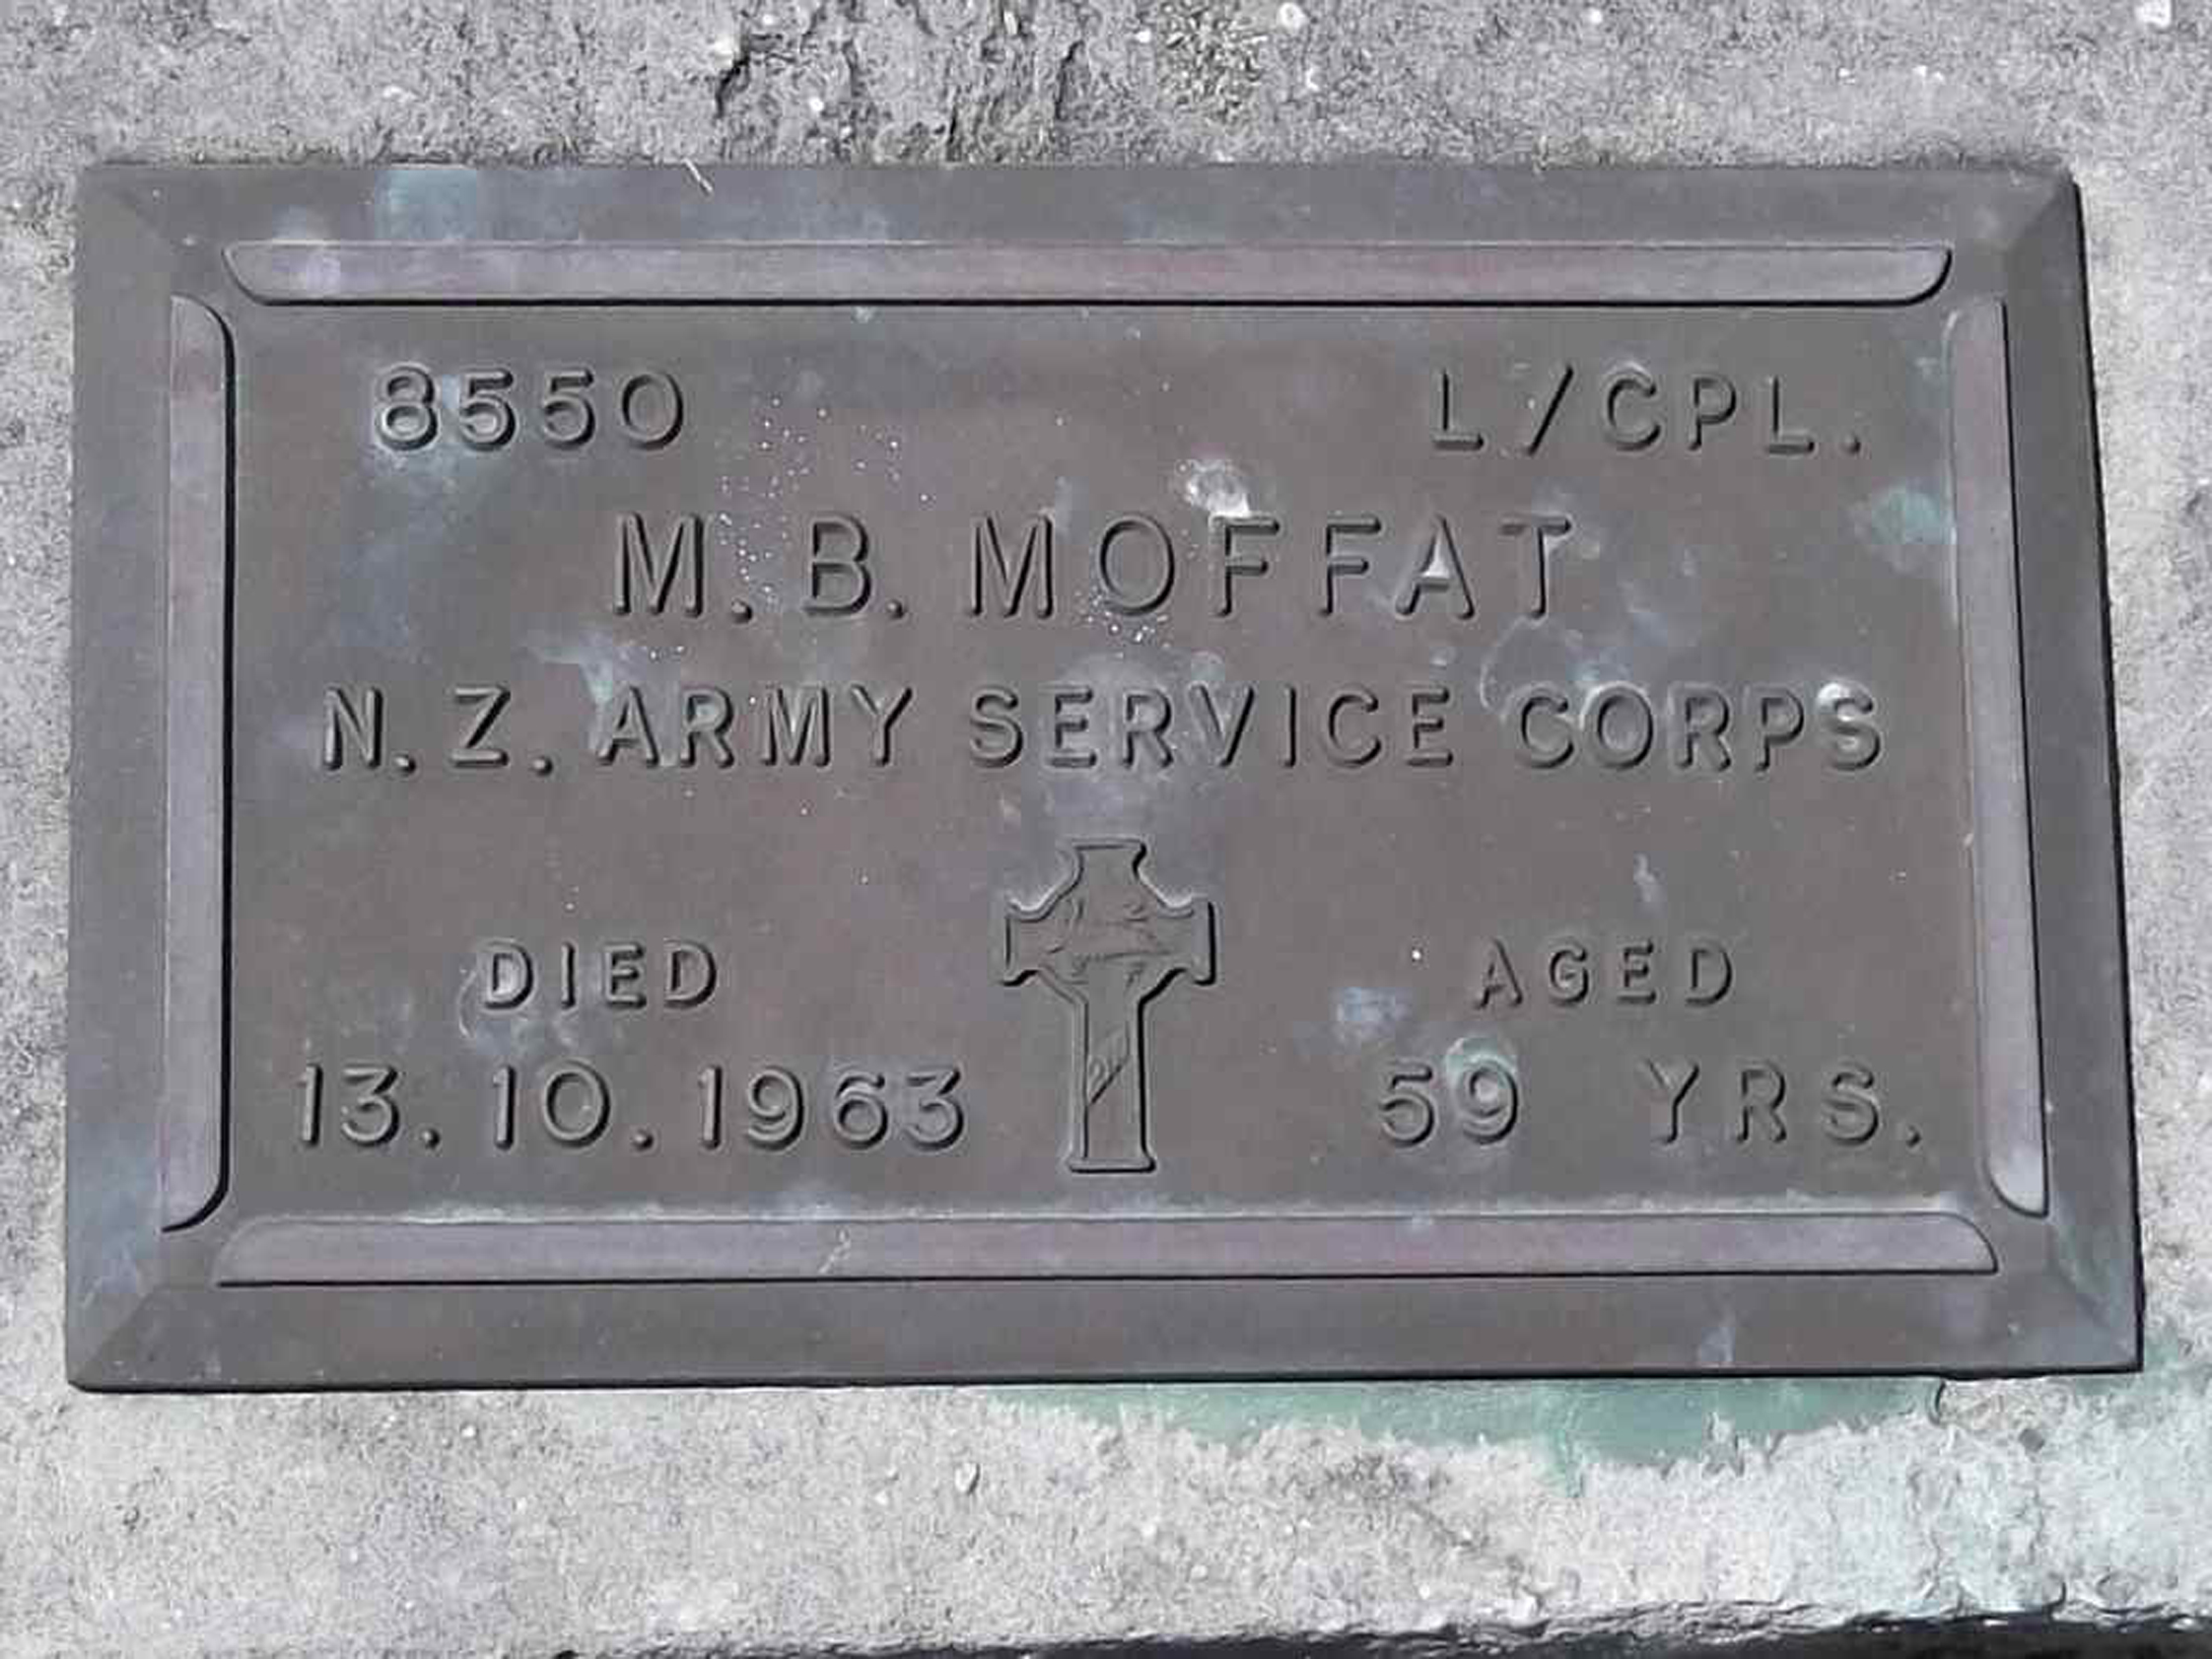 8550 L/CPL.
M. B. MOFFAT
N. Z. ARMY SERVICE CORPS
DIED AGED
13. 10. 1963 59 YRS.